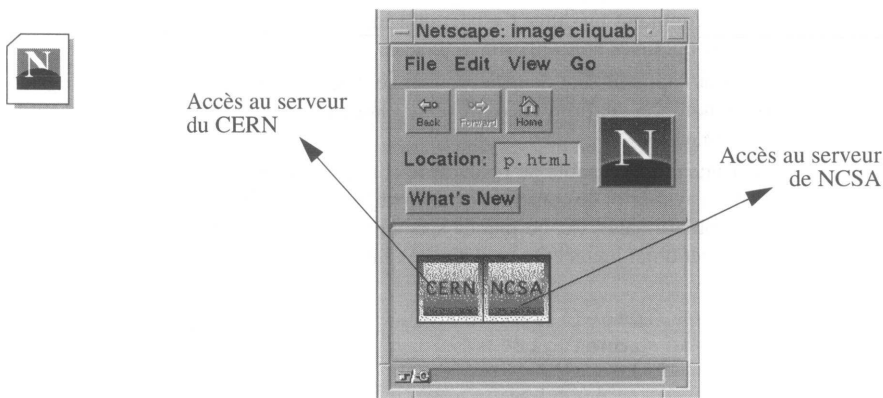 N
Netscape: image cliquab
File Edit View Go
Back Forward Home
N
Location: p.html
What's New
Accès au serveur
du CERN
Accès au serveur
de NCSA
CERN NCSA